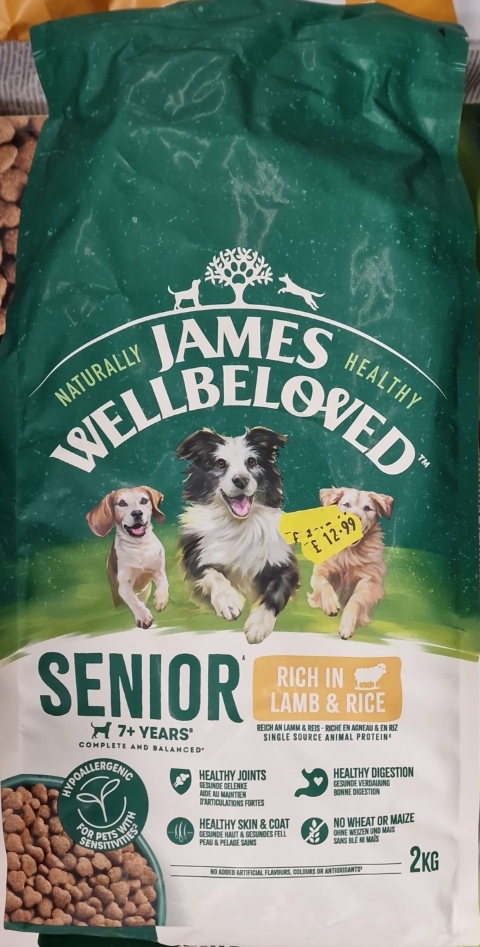 JAMES
NATURALLY HEALTHY
WELLBELOVED™
£ 12.99
SENIOR
RICH IN
LAMB & RICE
7+ YEARS*
COMPLETE AND BALANCED*
REICH AN LAMM & REIS - RICHE EN AGNEAU & EN RIZ
SINGLE SOURCE ANIMAL PROTEIN*
HYPOALLERGENIC
FOR PETS WITH
SENSITIVITIES*
HEALTHY JOINTS
GESUNDE GELENKE
AIDE AU MAINTIEN
D'ARTICULATIONS FORTES
HEALTHY DIGESTION
GESUNDE VERDAUUNG
BONNE DIGESTION
HEALTHY SKIN & COAT
GESUNDE HAUT & GESUNDES FELL
PEAU & PELAGE SAINS
NO WHEAT OR MAIZE
OHNE WEIZEN UND MAIS
SANS BLÉ NI MAÏS
NO ADDED ARTIFICIAL FLAVOURS, COLOURS OR ANTIOXIDANTS*
2KG